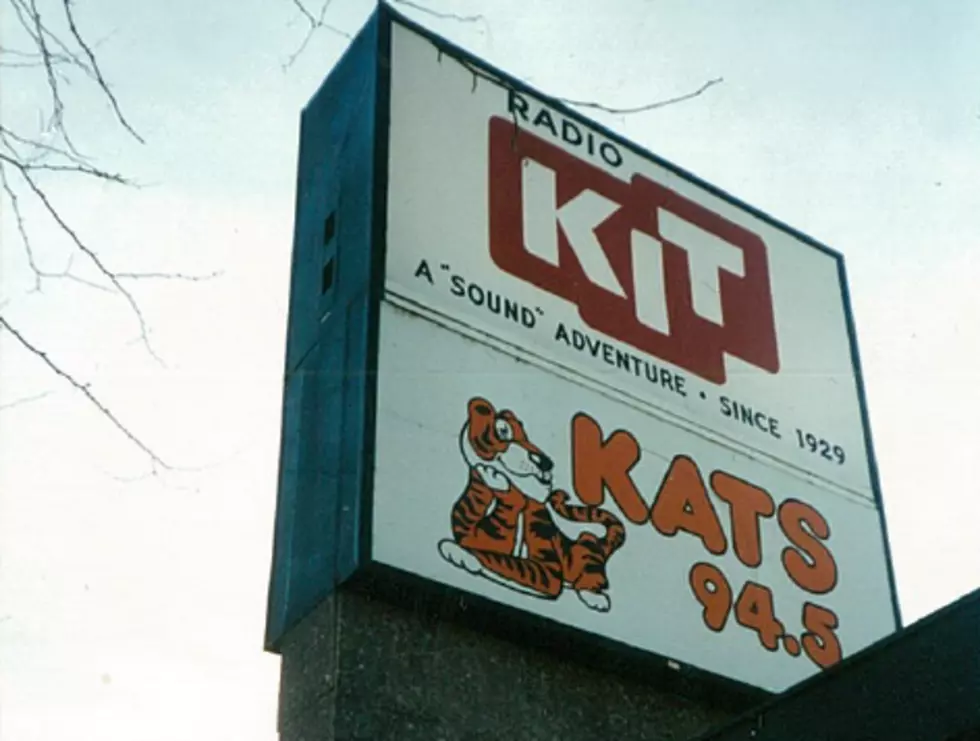 RADIO
KIT
A "SOUND" ADVENTURE • SINCE 1929
KATS
94.5